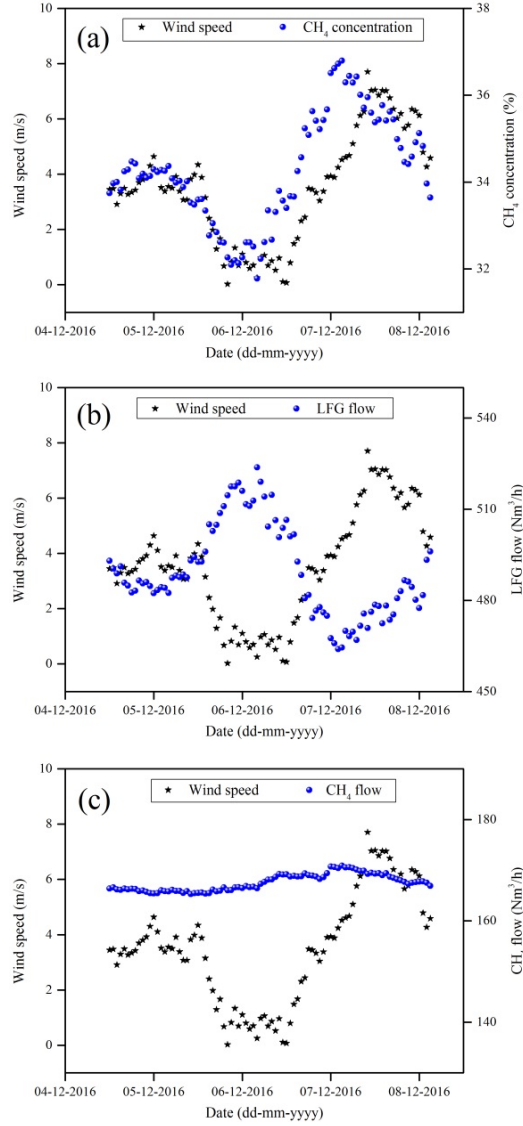 (a)
Wind speed
CH₄ concentration
Wind speed (m/s)
10
8
6
4
2
0
CH₄ concentration (%)
38
36
34
32
04-12-2016 05-12-2016 06-12-2016 07-12-2016 08-12-2016
Date (dd-mm-yyyy)
(b)
Wind speed
LFG flow
Wind speed (m/s)
10
8
6
4
2
0
LFG flow (Nm³/h)
540
510
480
450
04-12-2016 05-12-2016 06-12-2016 07-12-2016 08-12-2016
Date (dd-mm-yyyy)
(c)
Wind speed
CH₄ flow
Wind speed (m/s)
10
8
6
4
2
0
CH₄ flow (Nm³/h)
180
160
140
04-12-2016 05-12-2016 06-12-2016 07-12-2016 08-12-2016
Date (dd-mm-yyyy)